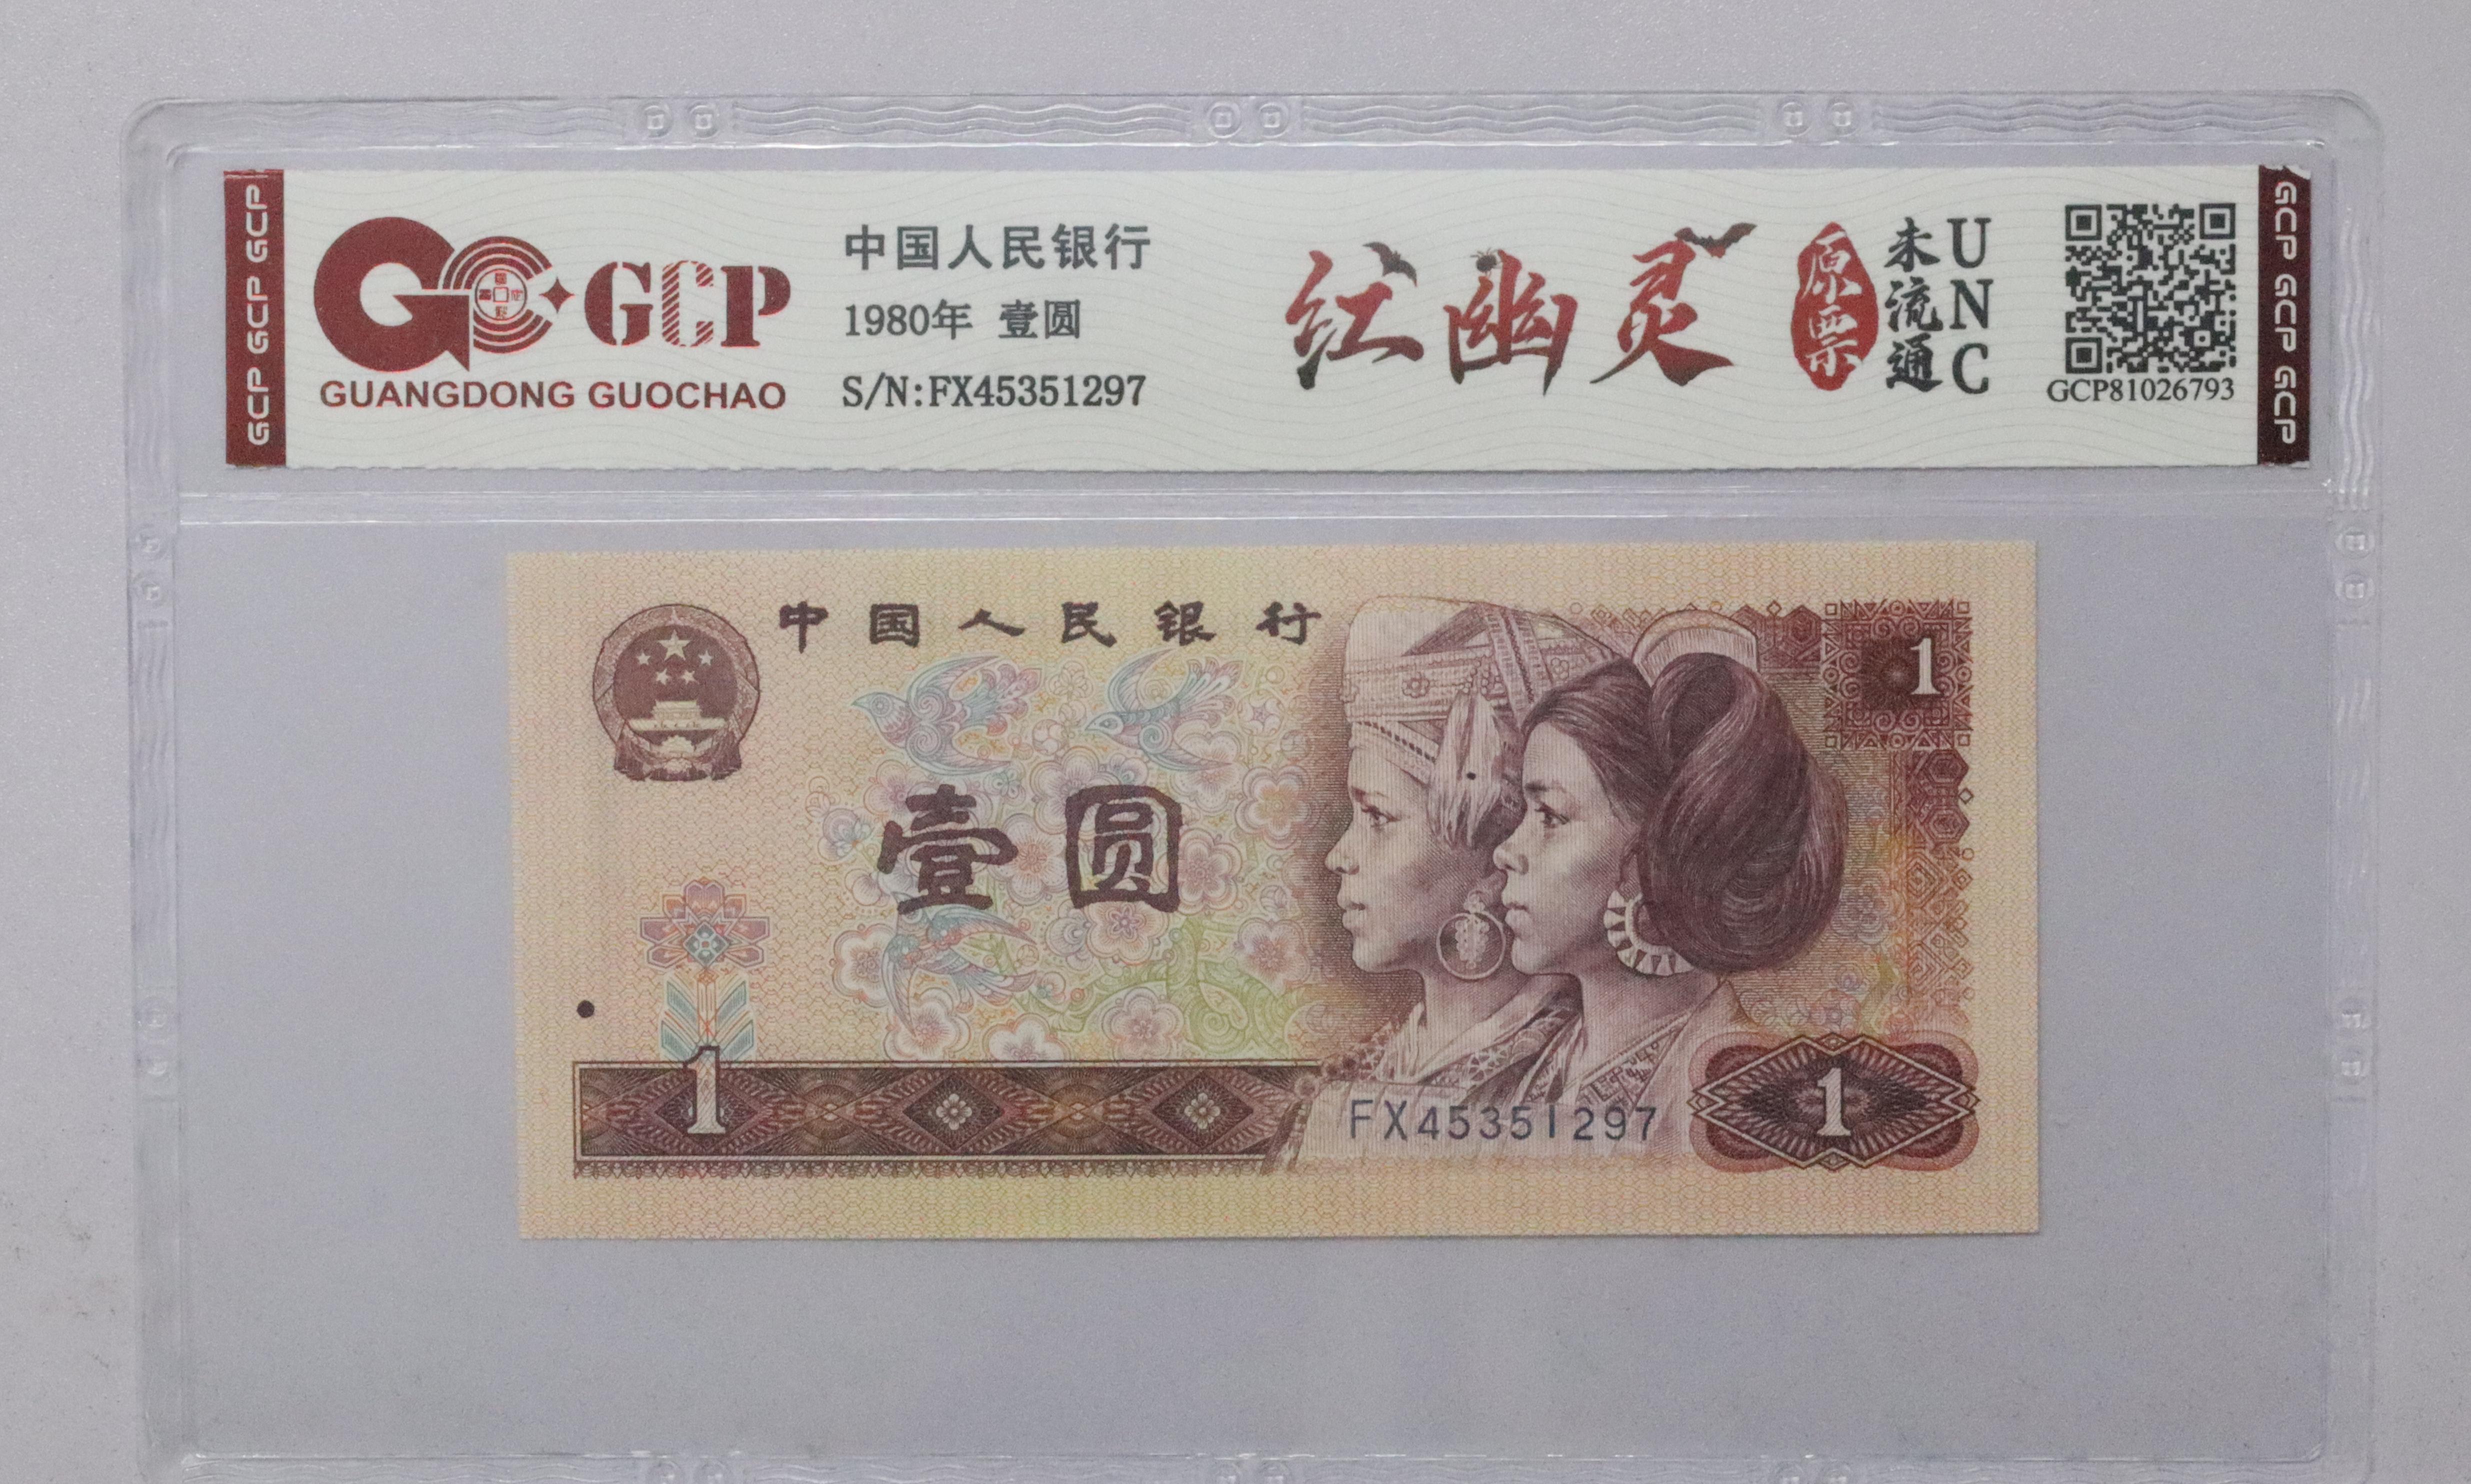 GCP GCP GCP GCP
GCP
GUANGDONG GUOCHAO
中国人民银行
1980年 壹圆
S/N:FX45351297
红幽灵
原票
未流通
UNC
GCP81026793
GCP GCP GCP GCP
中国人民银行
1
壹圆
1
FX45351297
1